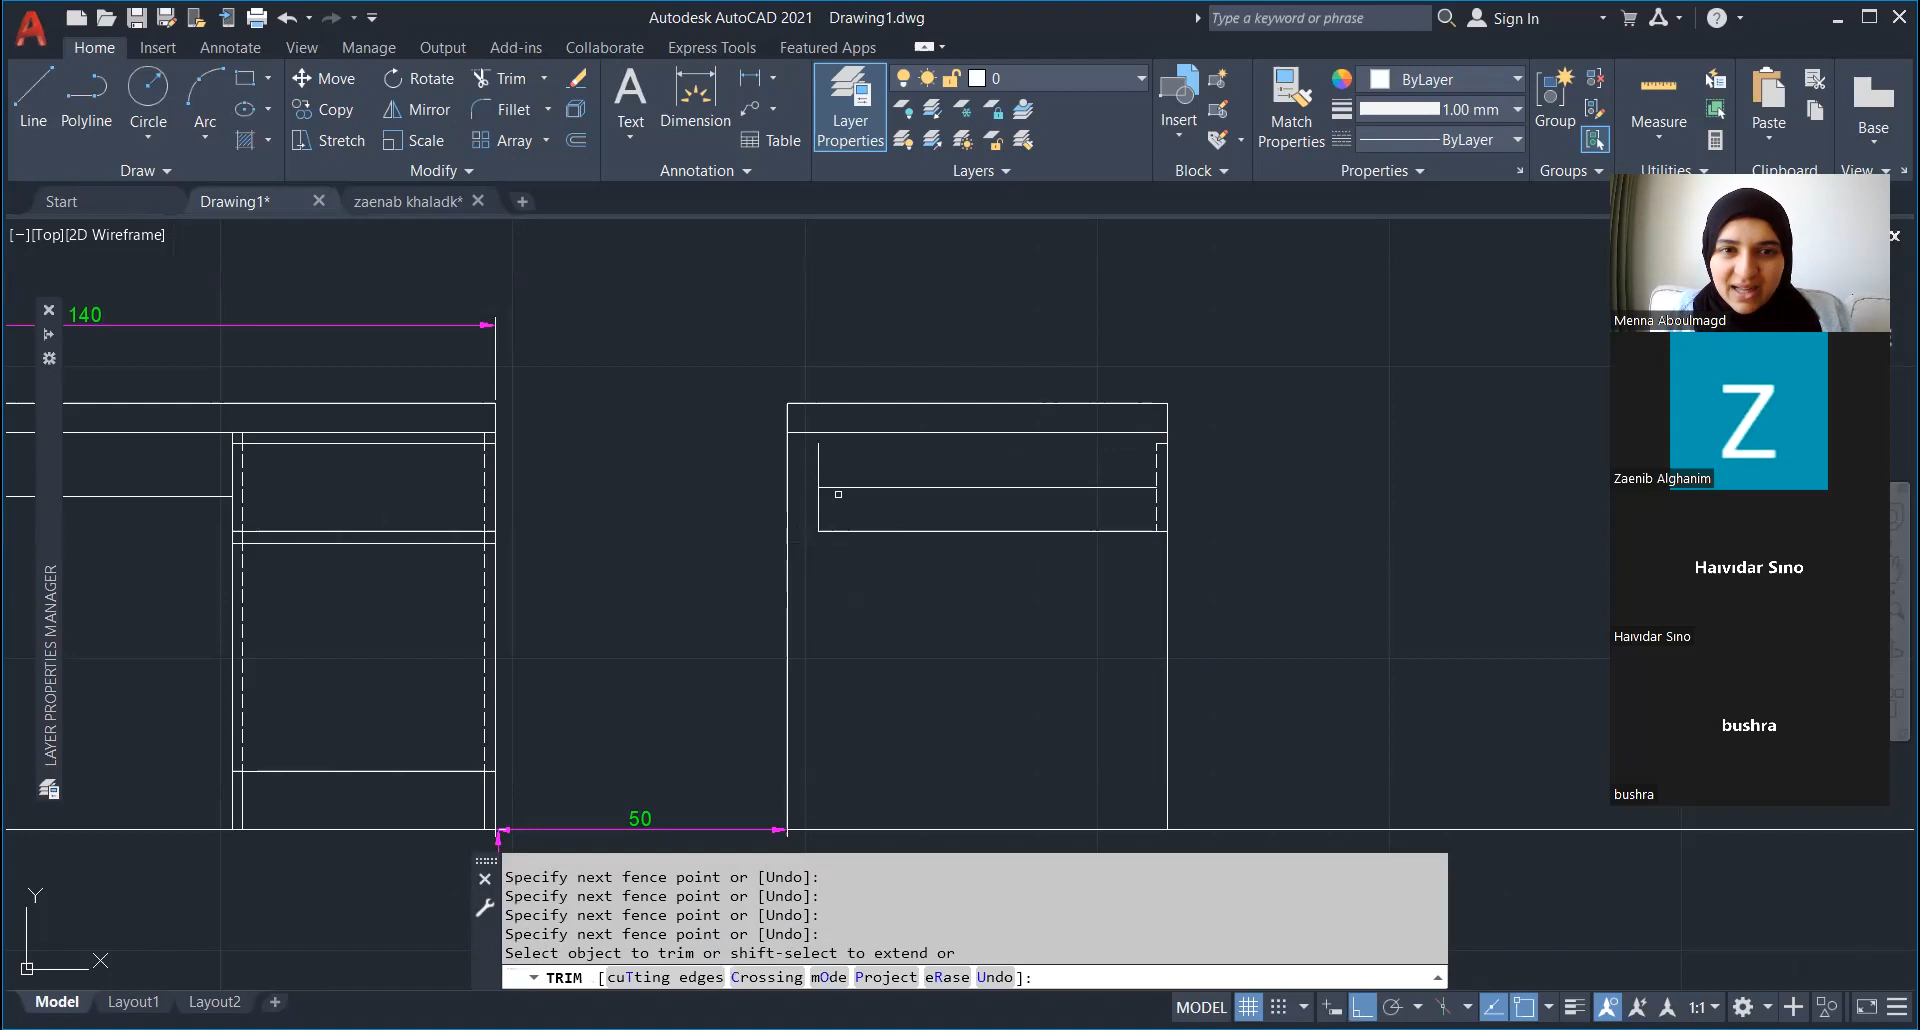 Autodesk AutoCAD 2021 Drawing1.dwg
Type a keyword or phrase
Sign In
Home Insert Annotate View Manage Output Add-ins Collaborate Express Tools Featured Apps
Line Polyline Circle Arc
Move Rotate Trim
Copy Mirror Fillet
Stretch Scale Array
Text Dimension Table
Layer Properties
0
Insert
Match Properties
ByLayer
1.00 mm
ByLayer
Group Measure Paste Base
Draw Modify Annotation Layers Block Properties Groups Utilities Clipboard View
Start Drawing1* zaenab khaladk*
[−][Top][2D Wireframe]
140
LAYER PROPERTIES MANAGER
50
Y
X
Menna Aboulmagd
Z
Zaenib Alghanim
Haıvıdar Sıno
Haıvıdar Sıno
bushra
bushra
Specify next fence point or [Undo]:
Specify next fence point or [Undo]:
Specify next fence point or [Undo]:
Specify next fence point or [Undo]:
Select object to trim or shift-select to extend or
TRIM [cuTting edges Crossing mOde Project eRase Undo]:
Model Layout1 Layout2
MODEL 1:1